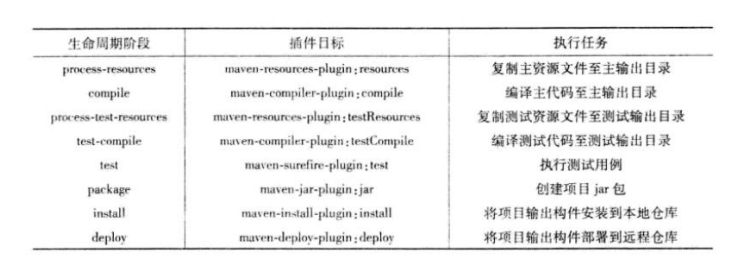 生命周期阶段 插件目标 执行任务
process-resources maven-resources-plugin:resources 复制主资源文件至主输出目录
compile maven-compiler-plugin:compile 编译主代码至主输出目录
process-test-resources maven-resources-plugin:testResources 复制测试资源文件至测试输出目录
test-compile maven-compiler-plugin:testCompile 编译测试代码至测试输出目录
test maven-surefire-plugin:test 执行测试用例
package maven-jar-plugin:jar 创建项目 jar 包
install maven-install-plugin:install 将项目输出构件安装到本地仓库
deploy maven-deploy-plugin:deploy 将项目输出构件部署到远程仓库